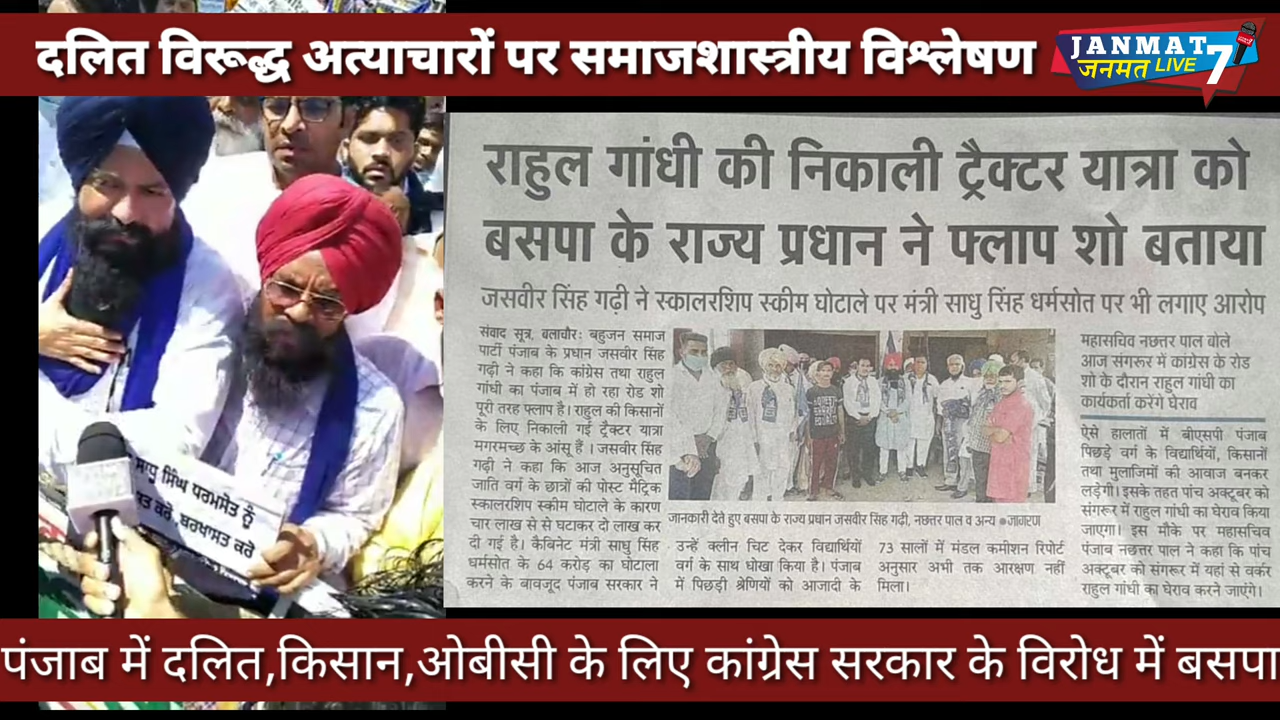 दलित विरूद्ध अत्याचारों पर समाजशास्त्रीय विश्लेषण
JANMAT
जनमत LIVE 7
राहुल गांधी की निकाली ट्रैक्टर यात्रा को
बसपा के राज्य प्रधान ने फ्लाप शो बताया
जसवीर सिंह गढ़ी ने स्कालरशिप स्कीम घोटाले पर मंत्री साधु सिंह धर्मसोत पर भी लगाए आरोप
संवाद सूत्र, बलाचौर: बहुजन समाज
पार्टी पंजाब के प्रधान जसवीर सिंह
गढ़ी ने कहा कि कांग्रेस तथा राहुल
गांधी का पंजाब में हो रहा रोड शो
पूरी तरह फ्लाप है। राहुल की किसानों
के लिए निकाली गई ट्रैक्टर यात्रा
मगरमच्छ के आंसू हैं । जसवीर सिंह
गढ़ी ने कहा कि आज अनुसूचित
जाति वर्ग के छात्रों की पोस्ट मैट्रिक
स्कालरशिप स्कीम घोटाले के कारण
चार लाख से से घटाकर दो लाख कर
दी गई है। कैबिनेट मंत्री साधु सिंह
धर्मसोत के 64 करोड़ का घोटाला
करने के बावजूद पंजाब सरकार ने
जानकारी देते हुए बसपा के राज्य प्रधान जसवीर सिंह गढी, नछत्तर पाल व अन्य ● जागरण
उन्हें क्लीन चिट देकर विद्यार्थियों
वर्ग के साथ धोखा किया है। पंजाब
में पिछड़ी श्रेणियों को आजादी के
73 सालों में मंडल कमीशन रिपोर्ट
अनुसार अभी तक आरक्षण नहीं
मिला।
महासचिव नछत्तर पाल बोले
आज संगरूर में कांग्रेस के रोड
शो के दौरान राहुल गांधी का
कार्यकर्ता करेंगे घेराव
ऐसे हालातों में बीएसपी पंजाब
पिछड़े वर्ग के विद्यार्थियों, किसानों
तथा मुलाजिमों की आवाज बनकर
लड़ेगी। इसके तहत पांच अक्टूबर को
संगरूर में राहुल गांधी का घेराव किया
जाएगा। इस मौके पर महासचिव
पंजाब नछत्तर पाल ने कहा कि पांच
अक्टूबर को संगरूर में यहां से वर्कर
राहुल गांधी का घेराव करने जाएंगे।
ਸਾਧੂ ਸਿੰਘ ਧਰਮਸੋਤ ਨੂੰ
ਕਰੋ ,ਬਰਖਾਸਤ ਕਰੋ
पंजाब में दलित,किसान,ओबीसी के लिए कांग्रेस सरकार के विरोध में बसपा